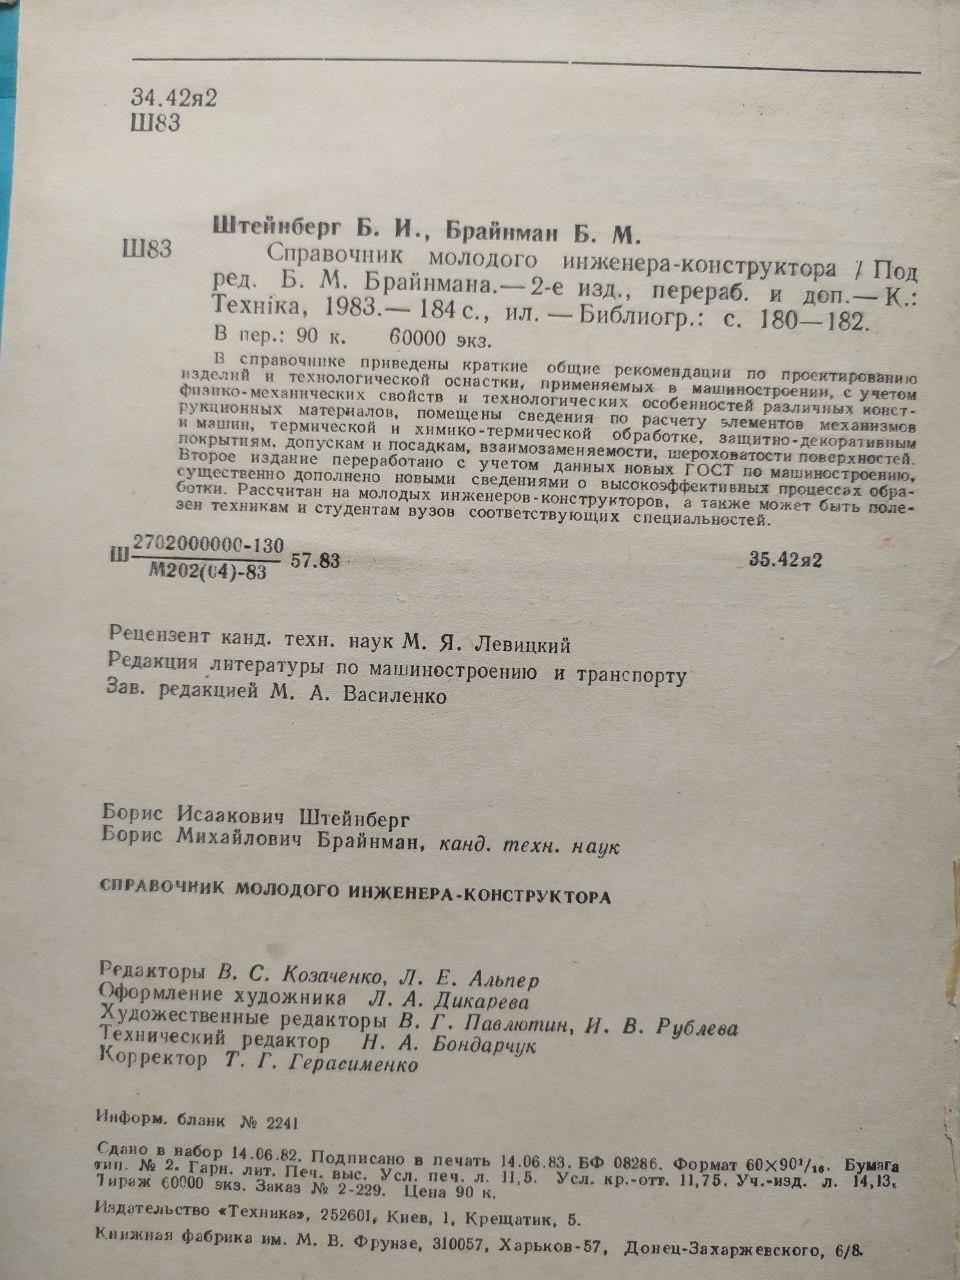 34.42я2
Ш83
Штейнберг Б. И., Брайнман Б. М.
Ш83 Справочник молодого инженера-конструктора / Под
ред. Б. М. Брайнмана.— 2-е изд., перераб. и доп.— К.:
Техніка, 1983.— 184 с., ил. — Библиогр.: с. 180—182.
В пер.: 90 к. 60000 экз.
В справочнике приведены краткие общие рекомендации по проектированию
изделий и технологической оснастки, применяемых в машиностроении, с учетом
физико-механических свойств и технологических особенностей различных конст-
рукционных материалов, помещены сведения по расчету элементов механизмов
и машин, термической и химико-термической обработке, защитно-декоративным
покрытиям, допускам и посадкам, взаимозаменяемости, шероховатости поверхностей.
Второе издание переработано с учетом данных новых ГОСТ по машиностроению,
существенно дополнено новыми сведениями о высокоэффективных процессах обра-
ботки. Рассчитан на молодых инженеров-конструкторов, а также может быть поле-
зен техникам и студентам вузов соответствующих специальностей.
2702000000-130
Ш 57.83 35.42я2
М202(04)-83
Рецензент канд. техн. наук М. Я. Левицкий
Редакция литературы по машиностроению и транспорту
Зав. редакцией М. А. Василенко
Борис Исаакович Штейнберг
Борис Михайлович Брайнман, канд. техн. наук
СПРАВОЧНИК МОЛОДОГО ИНЖЕНЕРА-КОНСТРУКТОРА
Редакторы В. С. Козаченко, Л. Е. Альпер
Оформление художника Л. А. Дикарева
Художественные редакторы В. Г. Павлютин, И. В. Рублева
Технический редактор Н. А. Бондарчук
Корректор Т. Г. Герасименко
Информ. бланк № 2241
Сдано в набор 14.06.82. Подписано в печать 14.06.83. БФ 08286. Формат 60×90¹/₁₆. Бумага
тип. № 2. Гарн. лит. Печ. выс. Усл. печ. л. 11,5. Усл. кр.-отт. 11,75. Уч.-изд. л. 14,13.
Тираж 60000 экз. Заказ № 2-229. Цена 90 к.
Издательство «Техника», 252601, Киев, 1, Крещатик, 5.
Книжная фабрика им. М. В. Фрунзе, 310057, Харьков-57, Донец-Захаржевского, 6/8.